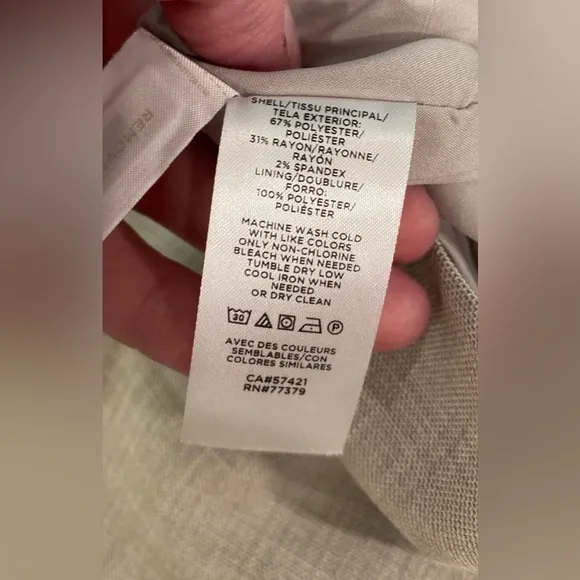 SHELL/TISSU PRINCIPAL/
TELA EXTERIOR:
67% POLYESTER/
POLIÉSTER
31% RAYON/RAYONNE/
RAYÓN
2% SPANDEX
LINING/DOUBLURE/
FORRO:
100% POLYESTER/
POLIÉSTER
MACHINE WASH COLD
WITH LIKE COLORS
ONLY NON-CHLORINE
BLEACH WHEN NEEDED
TUMBLE DRY LOW
COOL IRON WHEN
NEEDED
OR DRY CLEAN
30 P
AVEC DES COULEURS
SEMBLABLES/CON
COLORES SIMILARES
CA#57421
RN#77379
REMOV